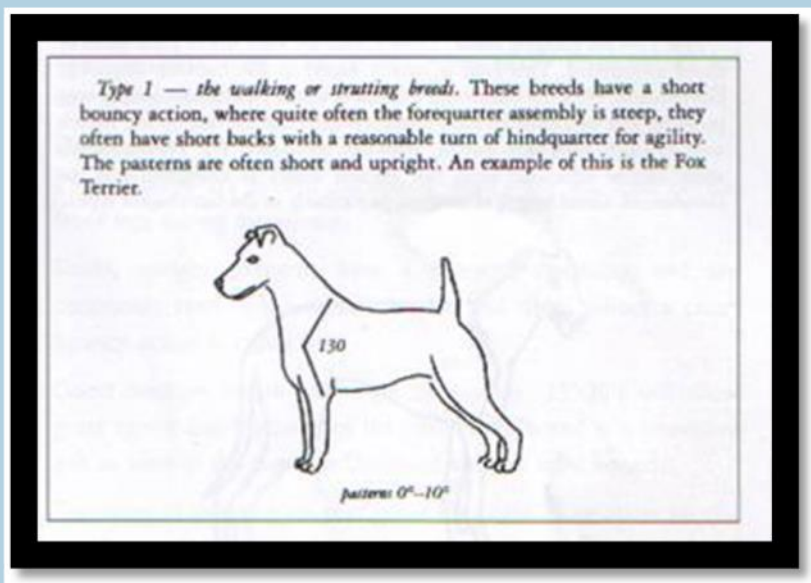 Type 1 — the walking or strutting breeds. These breeds have a short
bouncy action, where quite often the forequarter assembly is steep, they
often have short backs with a reasonable turn of hindquarter for agility.
The pasterns are often short and upright. An example of this is the Fox
Terrier.
130
pasterns 0°–10°